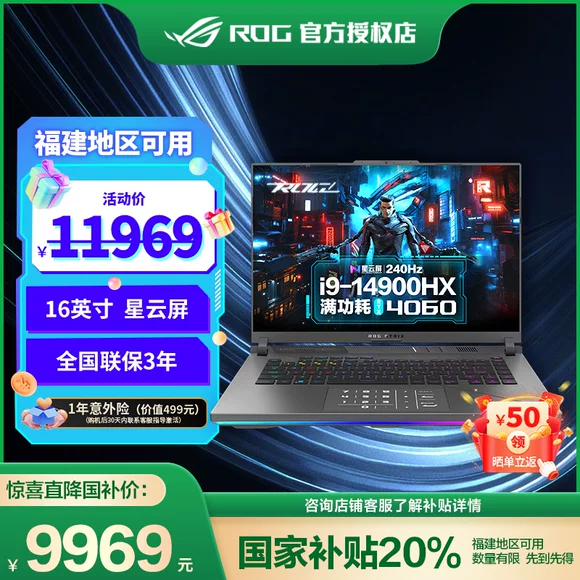 ROG 官方授权店
福建地区可用
活动价
¥11969
16英寸 星云屏
全国联保3年
1年意外险（价值499元）
（购机后30天内联系客服指导激活）
星云屏 240Hz
i9-14900HX
满功耗 4060
¥50
领
晒单立返
咨询店铺客服了解补贴详情
惊喜直降国补价：
¥9969元
国家补贴20%
福建地区可用
数量有限 先到先得